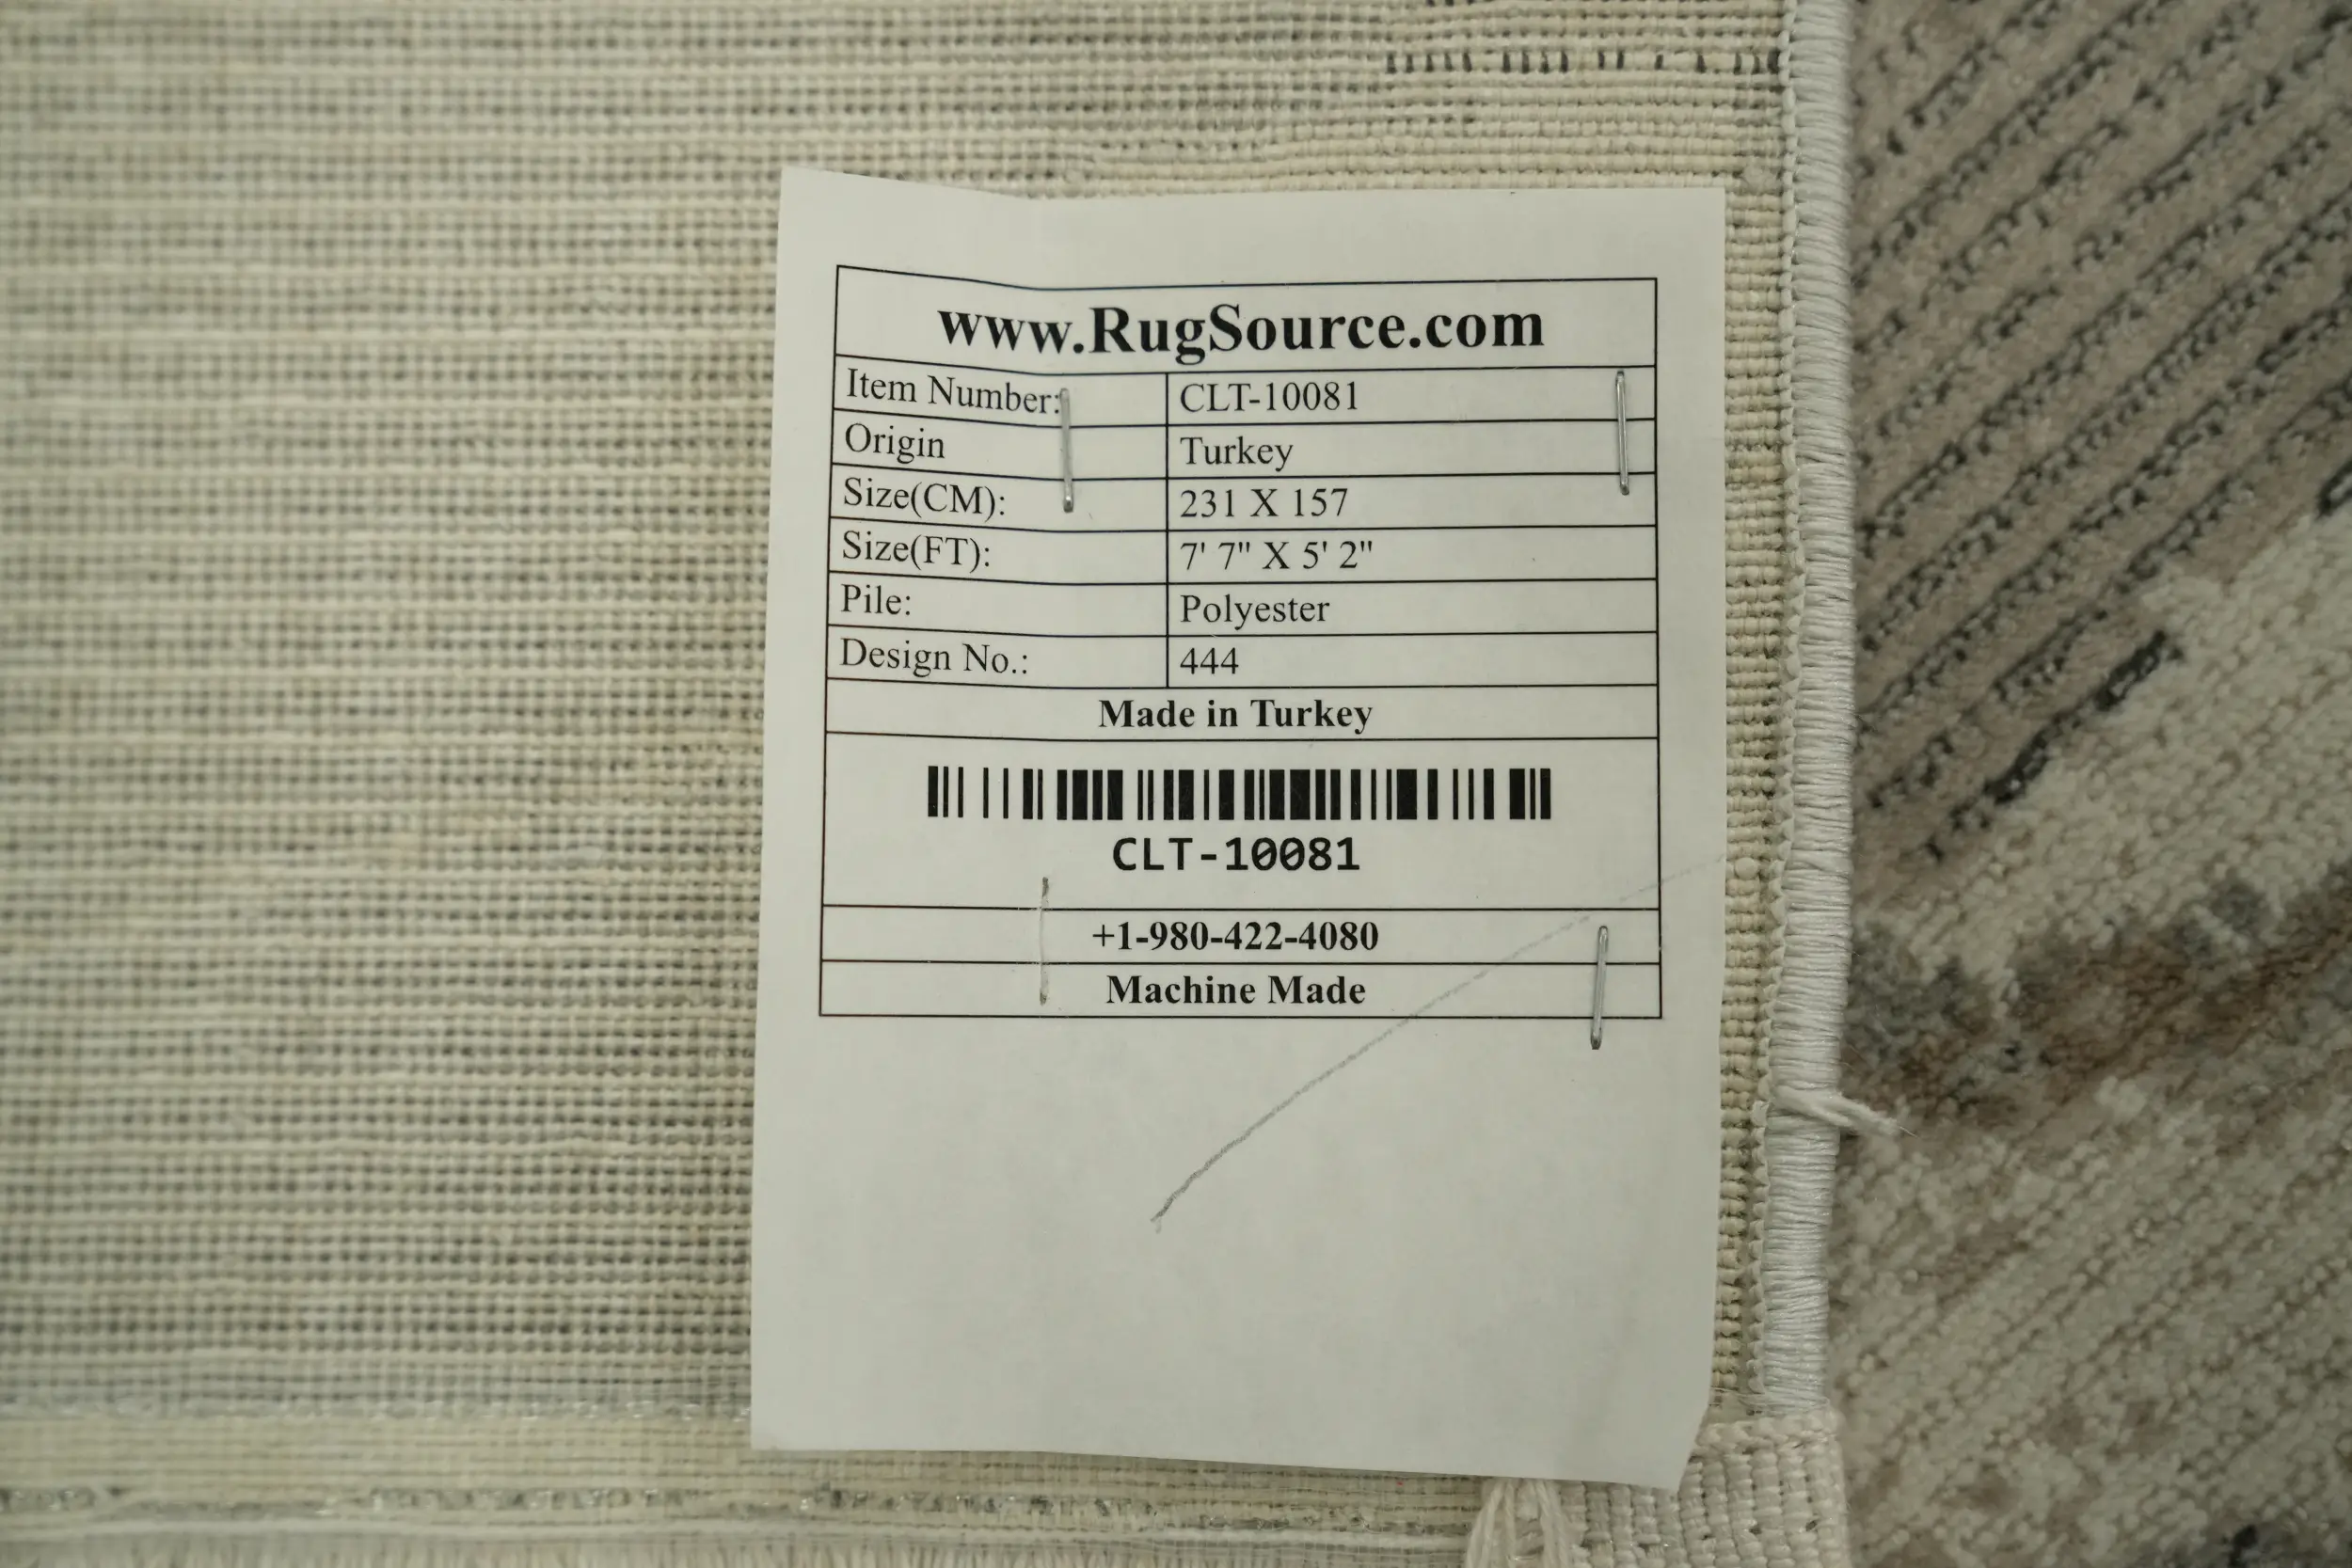 www.RugSource.com
Item Number: CLT-10081
Origin Turkey
Size(CM): 231 X 157
Size(FT): 7' 7" X 5' 2"
Pile: Polyester
Design No.: 444
Made in Turkey
CLT-10081
+1-980-422-4080
Machine Made